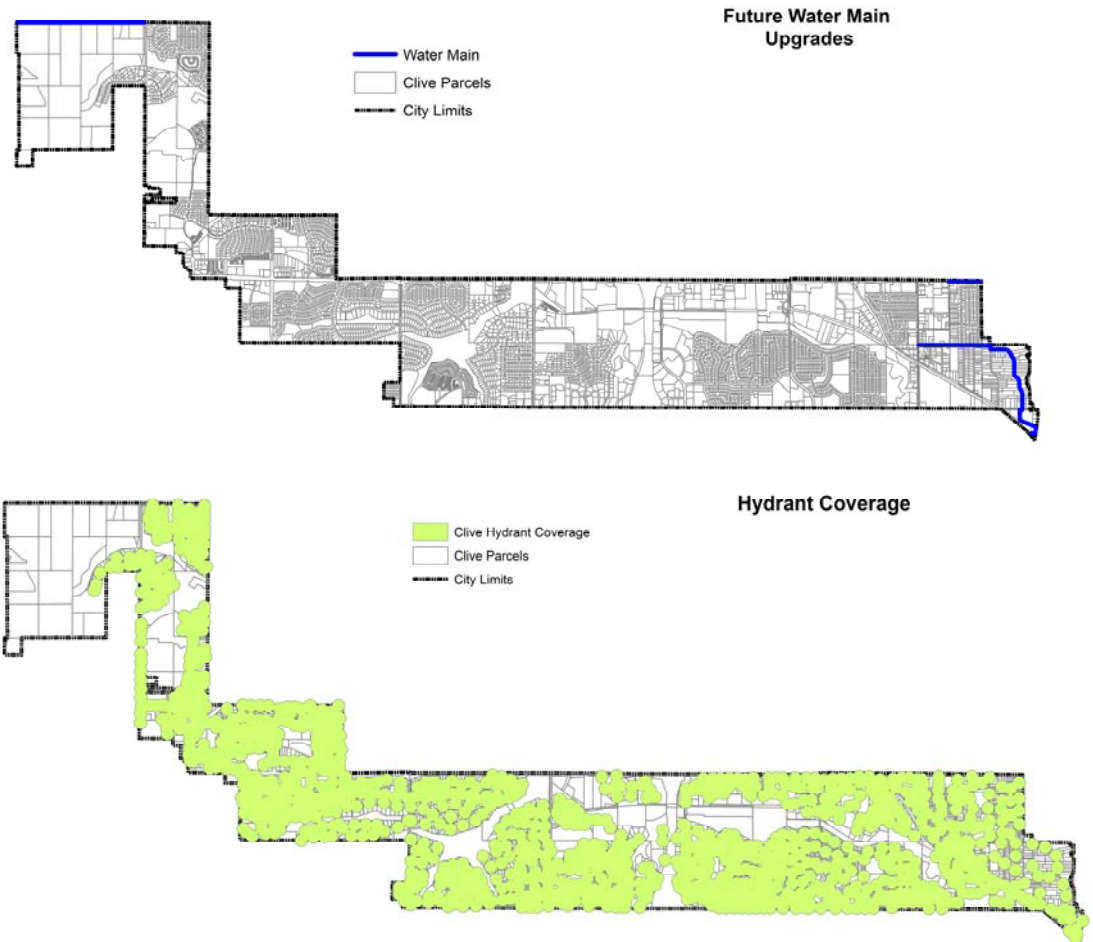 Future Water Main
Upgrades
Water Main
Clive Parcels
City Limits
Hydrant Coverage
Clive Hydrant Coverage
Clive Parcels
City Limits